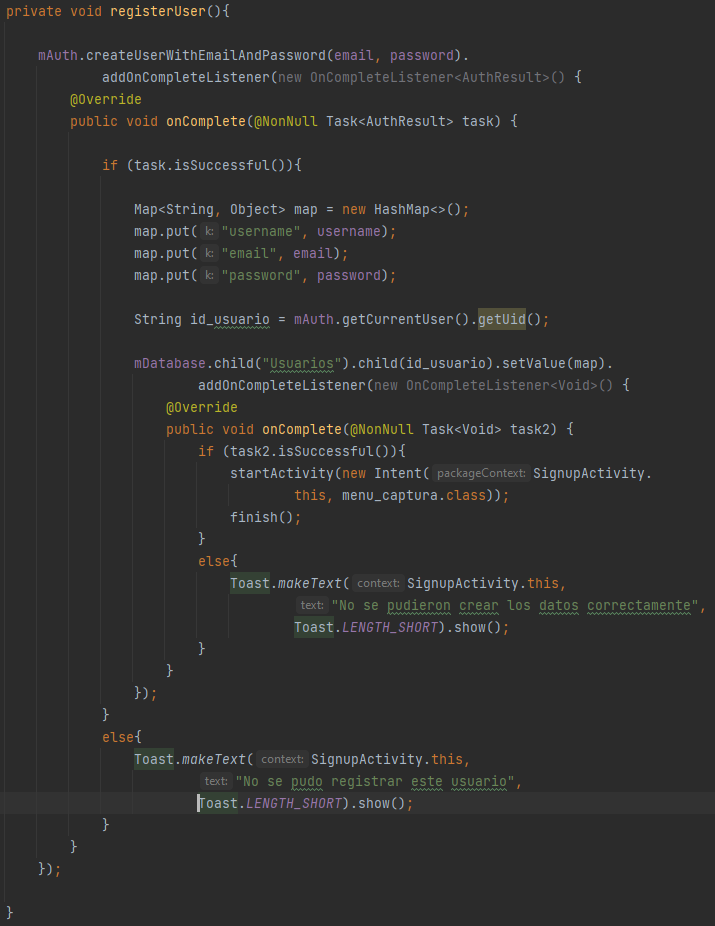 private void registerUser(){
mAuth.createUserWithEmailAndPassword(email, password).
addOnCompleteListener(new OnCompleteListener<AuthResult>() {
@Override
public void onComplete(@NonNull Task<AuthResult> task) {
if (task.isSuccessful()){
Map<String, Object> map = new HashMap<>();
map.put( k: "username", username);
map.put( k: "email", email);
map.put( k: "password", password);
String id_usuario = mAuth.getCurrentUser().getUid();
mDatabase.child("Usuarios").child(id_usuario).setValue(map).
addOnCompleteListener(new OnCompleteListener<Void>() {
@Override
public void onComplete(@NonNull Task<Void> task2) {
if (task2.isSuccessful()){
startActivity(new Intent( packageContext: SignupActivity.
this, menu_captura.class));
finish();
}
else{
Toast.makeText( context: SignupActivity.this,
text: "No se pudieron crear los datos correctamente",
Toast.LENGTH_SHORT).show();
}
}
});
}
else{
Toast.makeText( context: SignupActivity.this,
text: "No se pudo registrar este usuario",
Toast.LENGTH_SHORT).show();
}
}
});
}